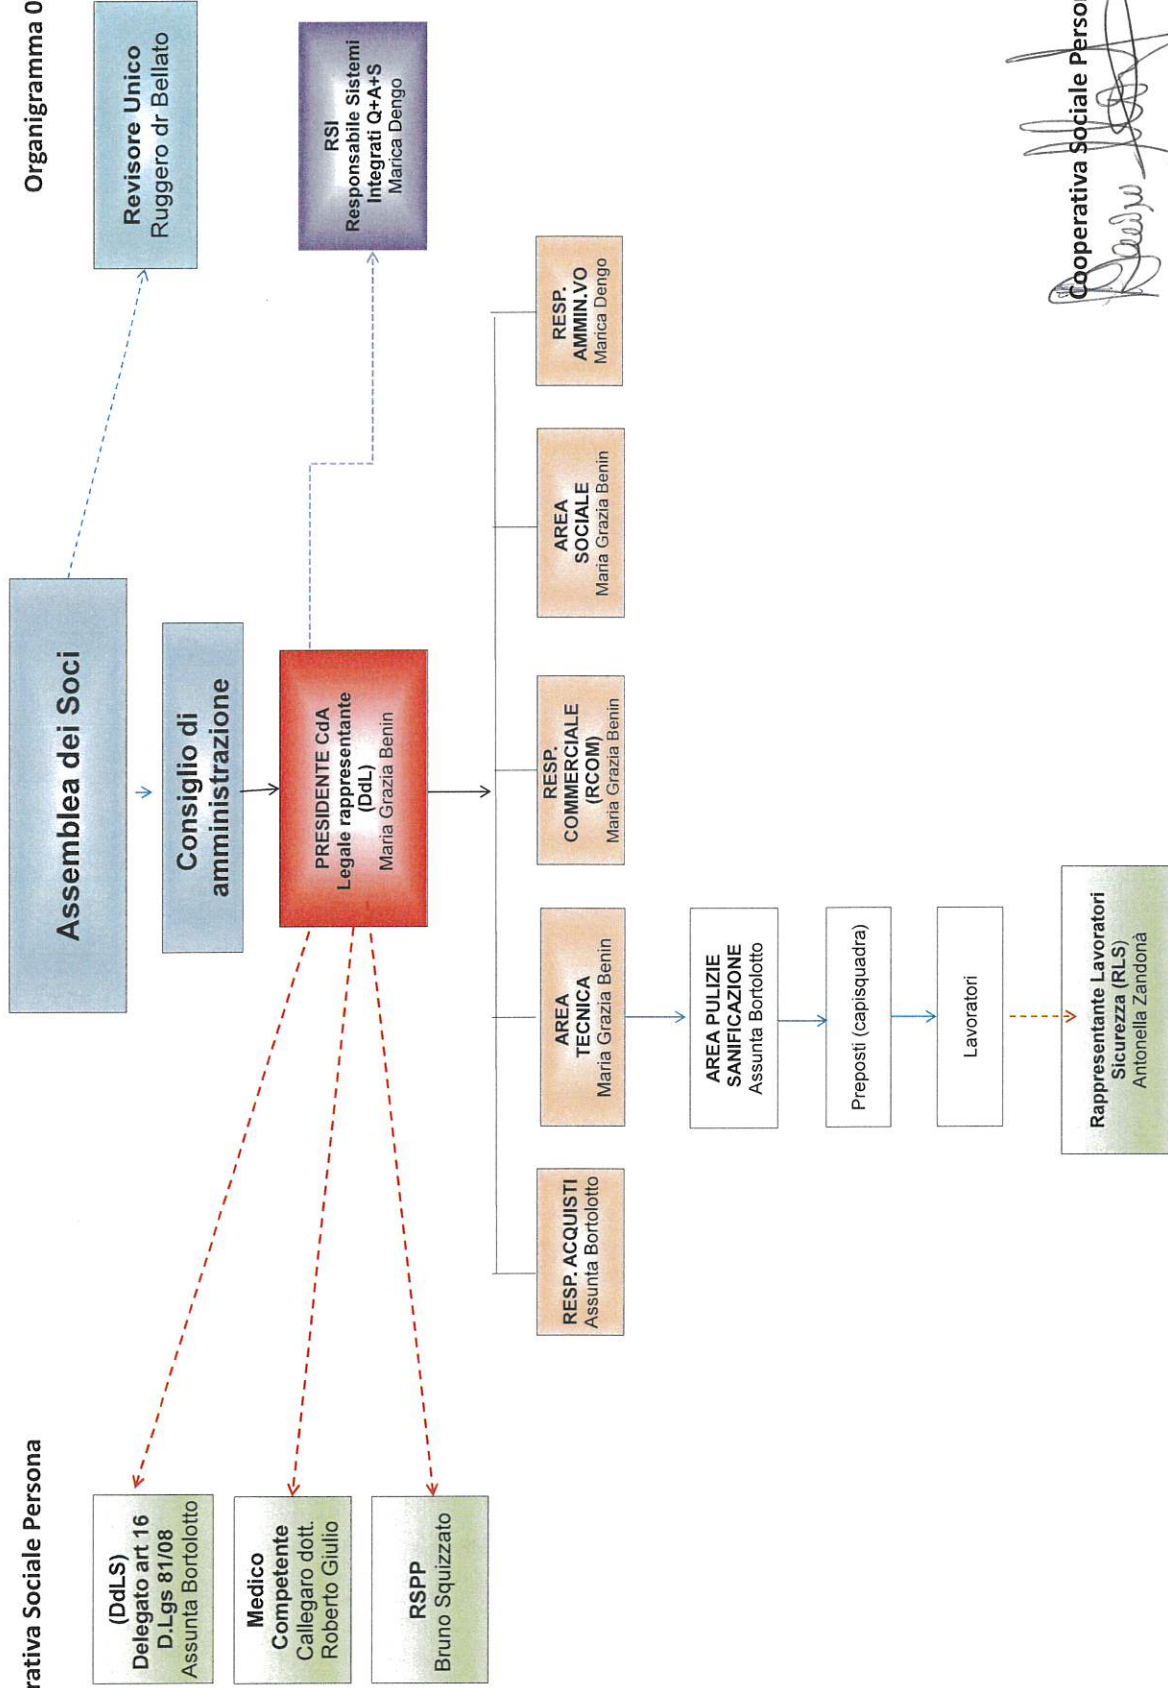 rativa Sociale Persona
Organigramma 0
Assemblea dei Soci
Revisore Unico
Ruggero dr Bellato
Consiglio di
amministrazione
PRESIDENTE CdA
Legale rappresentante
(DdL)
Maria Grazia Benin
RSI
Responsabile Sistemi
Integrati Q+A+S
Marica Dengo
(DdLS)
Delegato art 16
D.Lgs 81/08
Assunta Bortolotto
Medico
Competente
Callegaro dott.
Roberto Giulio
RSPP
Bruno Squizzato
RESP. ACQUISTI
Assunta Bortolotto
AREA
TECNICA
Maria Grazia Benin
RESP.
COMMERCIALE
(RCOM)
Maria Grazia Benin
AREA
SOCIALE
Maria Grazia Benin
RESP.
AMMIN.VO
Marica Dengo
AREA PULIZIE
SANIFICAZIONE
Assunta Bortolotto
Preposti (capisquadra)
Lavoratori
Rappresentante Lavoratori
Sicurezza (RLS)
Antonella Zandonà
Cooperativa Sociale Person